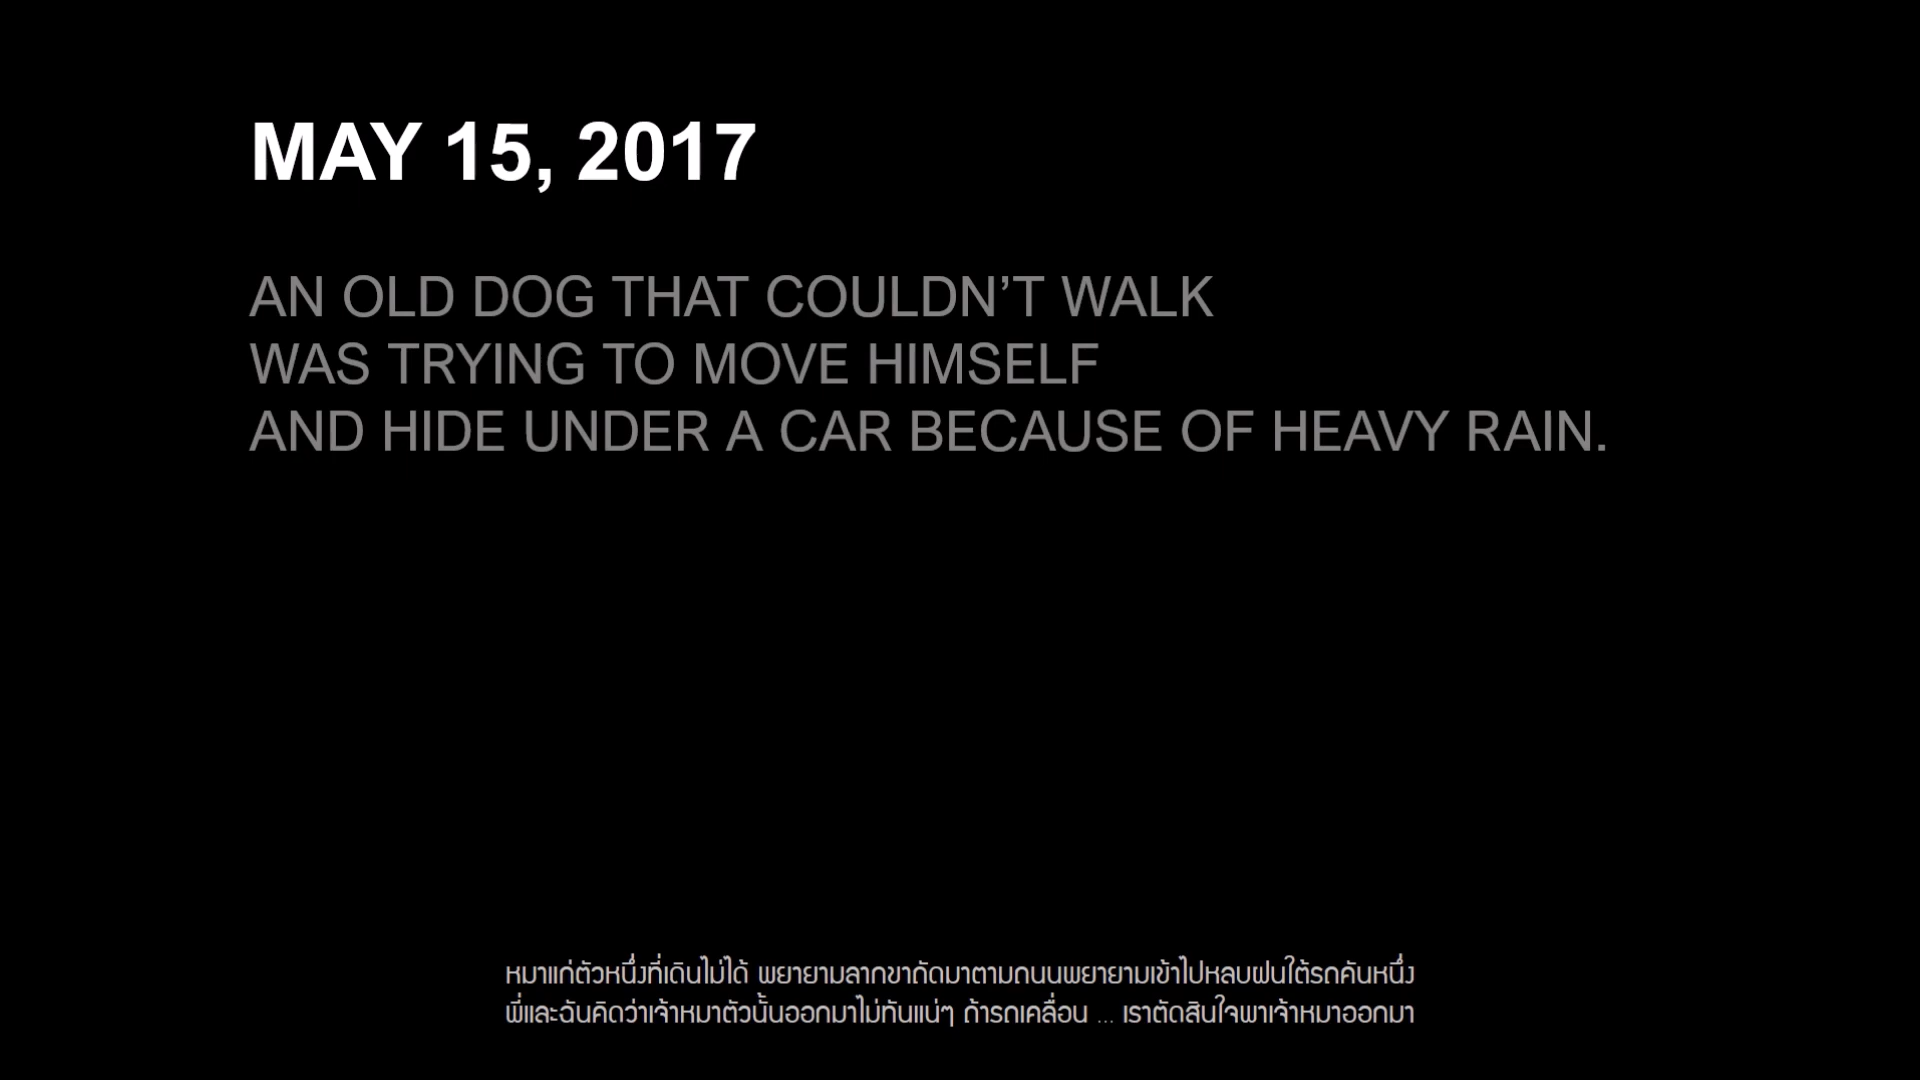 MAY 15, 2017
AN OLD DOG THAT COULDN’T WALK
WAS TRYING TO MOVE HIMSELF
AND HIDE UNDER A CAR BECAUSE OF HEAVY RAIN.
หมาแก่ตัวหนึ่งที่เดินไม่ได้ พยายามลากขาถัดมาตามถนนพยายามเข้าไปหลบฝนใต้รถคันหนึ่ง
พี่และฉันคิดว่าเจ้าหมาตัวนั้นออกมาไม่ทันแน่ๆ ถ้ารถเคลื่อน ... เราตัดสินใจพาเจ้าหมาออกมา